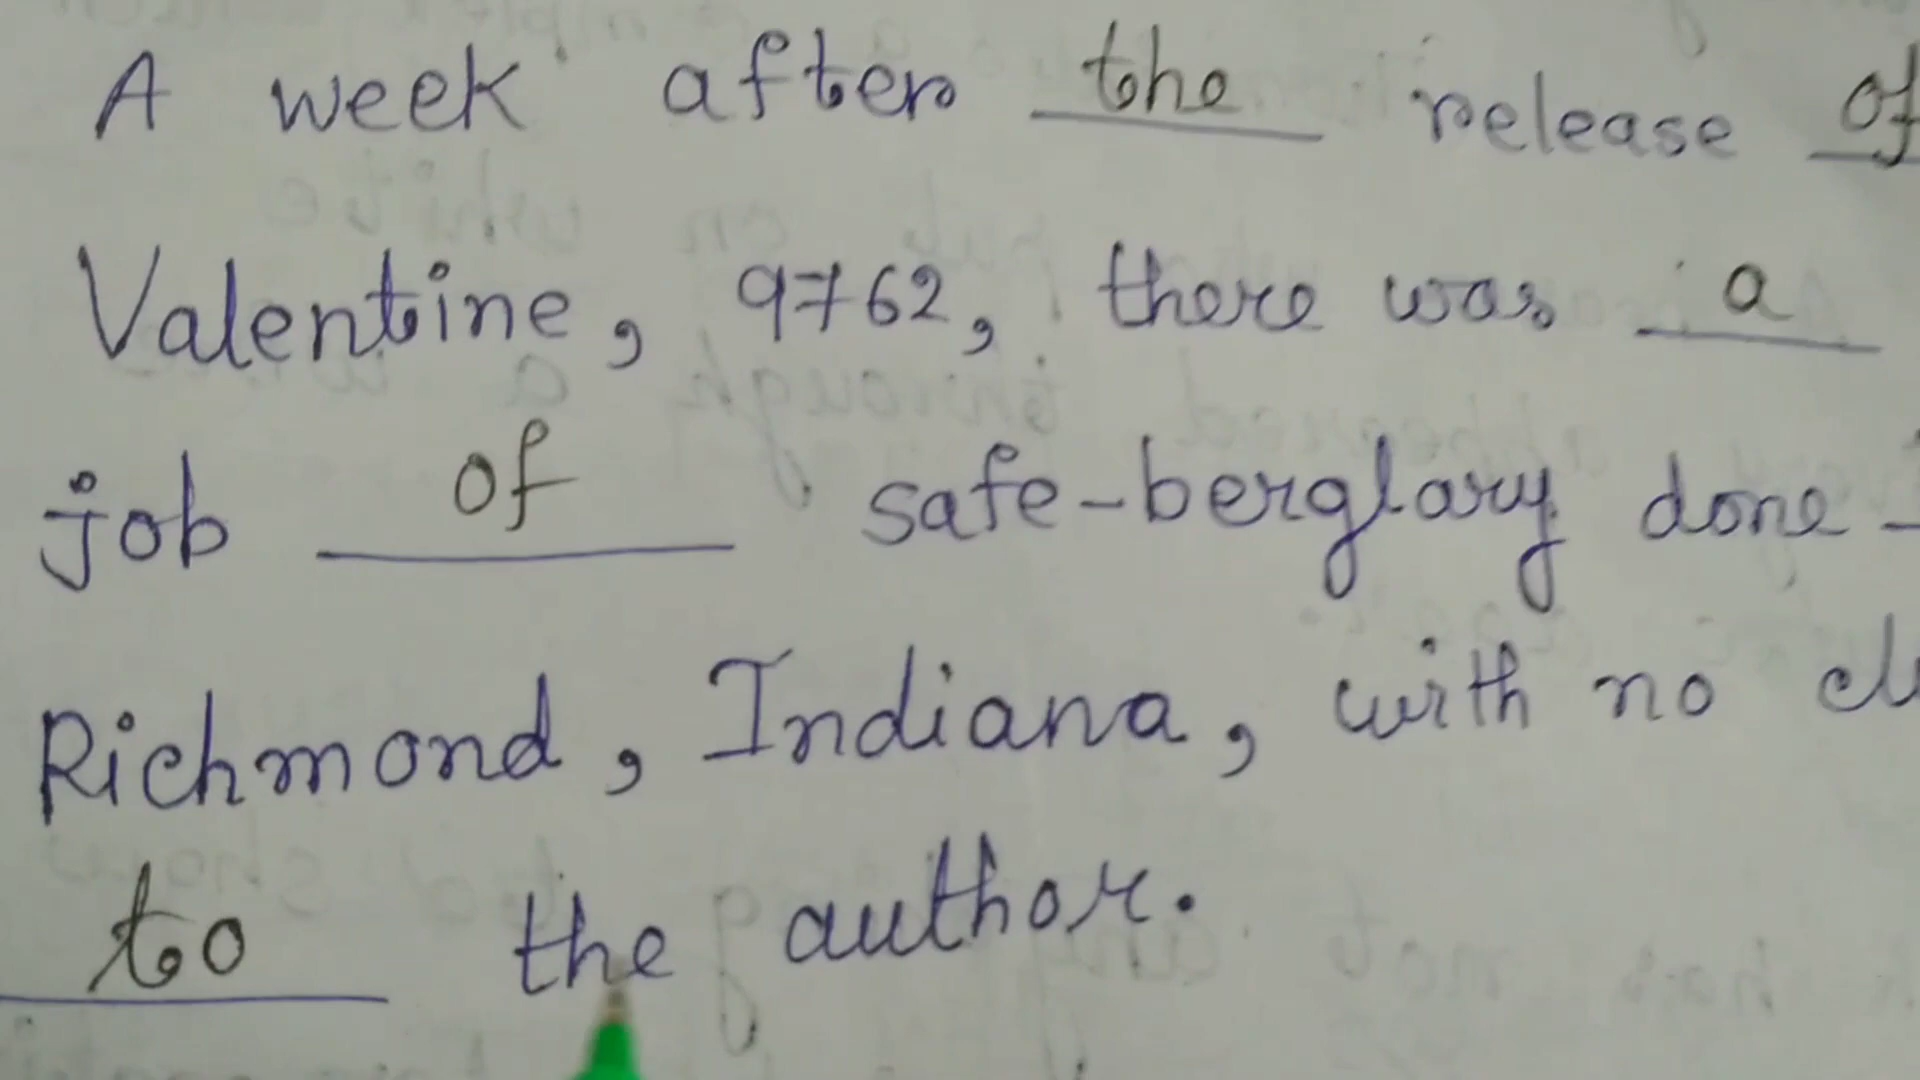 A week after the release of
Valentine, 9762, there was a
job of safe-berglary done
Richmond, Indiana, with no
to the author.